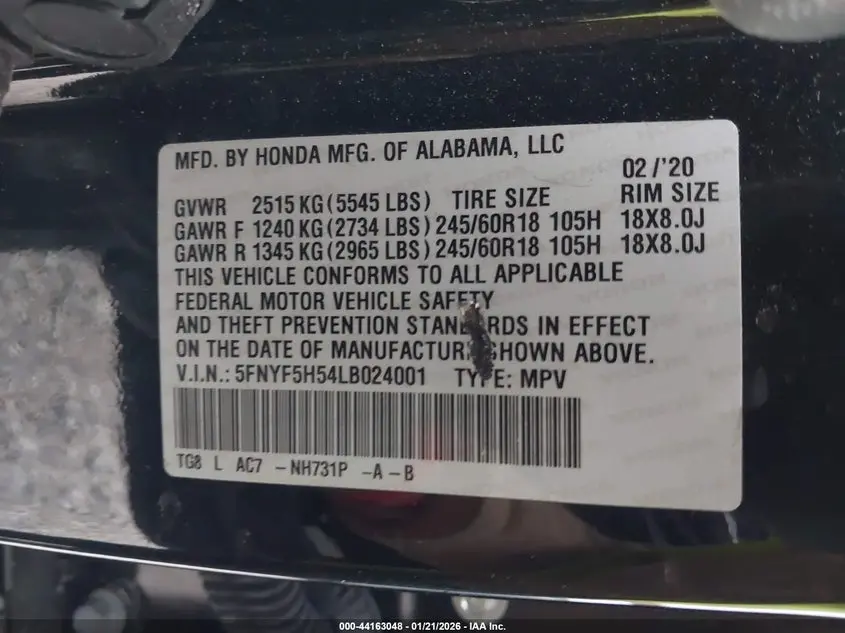 MFD. BY HONDA MFG. OF ALABAMA, LLC
02/'20
GVWR 2515 KG (5545 LBS) TIRE SIZE RIM SIZE
GAWR F 1240 KG (2734 LBS) 245/60R18 105H 18X8.0J
GAWR R 1345 KG (2965 LBS) 245/60R18 105H 18X8.0J
THIS VEHICLE CONFORMS TO ALL APPLICABLE
FEDERAL MOTOR VEHICLE SAFETY
AND THEFT PREVENTION STANDARDS IN EFFECT
ON THE DATE OF MANUFACTURE SHOWN ABOVE.
V.I.N.: 5FNYF5H54LB024001 TYPE: MPV
TG8 L AC7 -NH731P -A -B
000-44163048 - 01/21/2026 - IAA Inc.